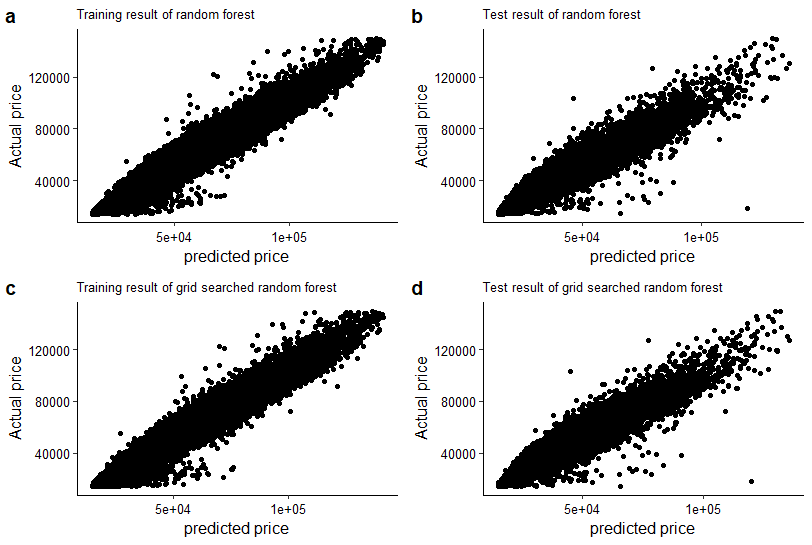 a
Training result of random forest
Actual price
120000
80000
40000
5e+04 1e+05
predicted price
b
Test result of random forest
Actual price
120000
80000
40000
5e+04 1e+05
predicted price
c
Training result of grid searched random forest
Actual price
120000
80000
40000
5e+04 1e+05
predicted price
d
Test result of grid searched random forest
Actual price
120000
80000
40000
5e+04 1e+05
predicted price